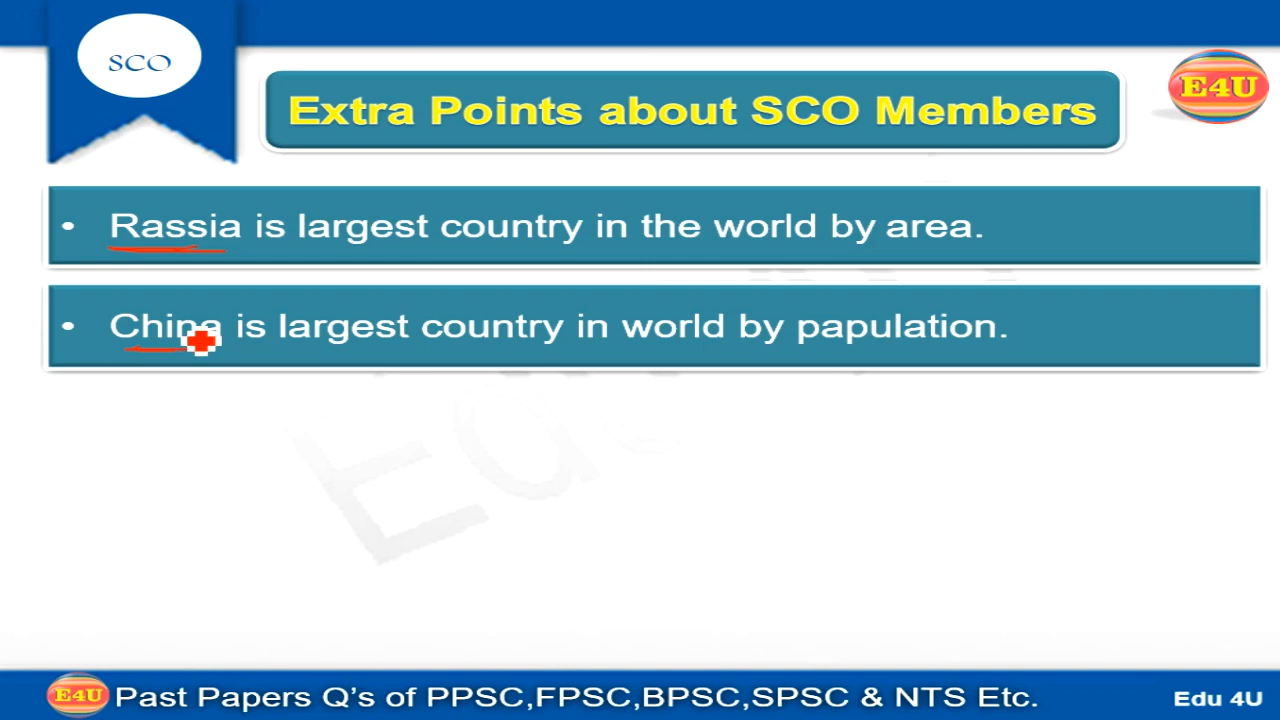 SCO
Extra Points about SCO Members
E4U
• Rassia is largest country in the world by area.
• China is largest country in world by papulation.
E4U Past Papers Q's of PPSC,FPSC,BPSC,SPSC & NTS Etc.
Edu 4U